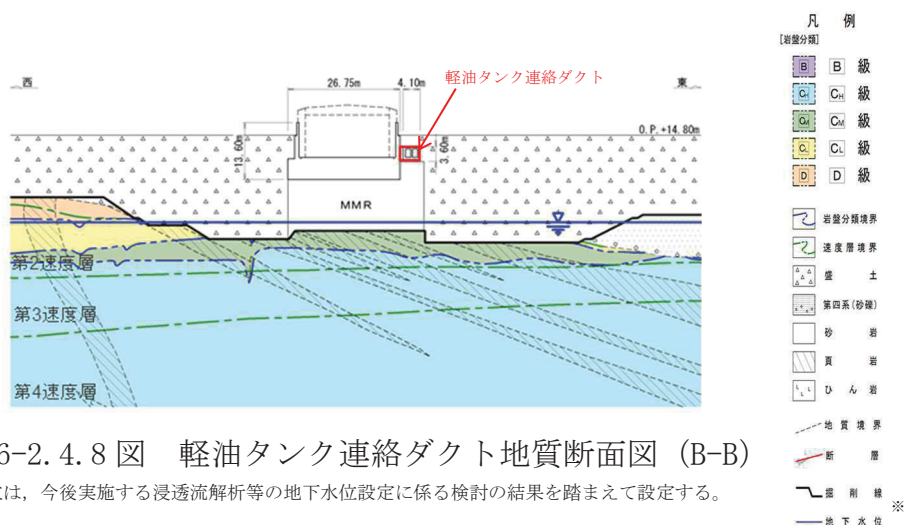 西
26.75m
4.10m
軽油タンク連絡ダクト
東
O.P.+14.80m
13.60m
3.60m
MMR
第2速度層
第3速度層
第4速度層
6-2.4.8図 軽油タンク連絡ダクト地質断面図 (B-B)
は，今後実施する浸透流解析等の地下水位設定に係る検討の結果を踏まえて設定する。
凡 例
[岩盤分類]
B B 級
CH CH 級
CM CM 級
CL CL 級
D D 級
岩盤分類境界
速度層境界
盛 土
第四系(砂礫)
砂 岩
頁 岩
ひ ん 岩
地 質 境 界
断 層
掘 削 線
地 下 水 位
※